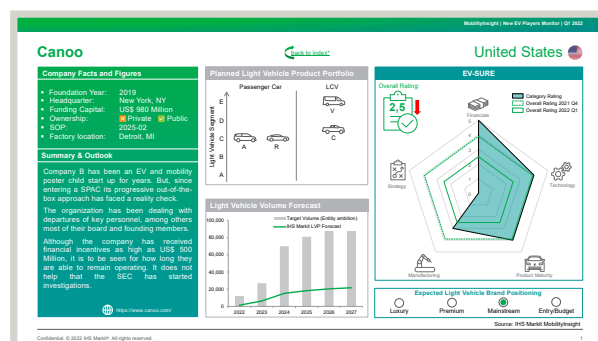 MobilityInsight | New EV Players Monitor | Q1 2022
Canoo
back to index*
United States
Company Facts and Figures
Foundation Year: 2019
Headquarter: New York, NY
Funding Capital: US$ 980 Million
Ownership: Private Public
SOP: 2025-02
Factory location: Detroit, MI
Summary & Outlook
Company B has been an EV and mobility
poster child start up for years. But, since
entering a SPAC its progressive out-of-the-
box approach has faced a reality check.
The organization has been dealing with
departures of key personnel, among others
most of their board and founding members.
Although the company has received
financial incentives as high as US$ 500
Million, it is to be seen for how long they
are able to remain operating. It does not
help that the SEC has started
investigations.
https://www.canoo.com/
Planned Light Vehicle Product Portfolio
Passenger Car LCV
Light Vehicle Segment
E
D
C
B
A
V
A R C
Light Vehicle Volume Forecast
Target Volume (Entity ambition)
IHS Markit LVP Forecast
100,000
80,000
60,000
40,000
20,000
0
2022 2023 2024 2025 2026 2027
EV-SURE
Overall Rating:
2,5
Category Rating
Overall Rating 2021 Q4
Overall Rating 2022 Q1
Financials
5
4
3
2
1
0
Strategy
Technology
Manufacturing
Product Maturity
Expected Light Vehicle Brand Positioning
Luxury Premium Mainstream Entry/Budget
Source: IHS Markit MobilityInsight
Confidential. © 2022 IHS Markit®. All rights reserved.
1